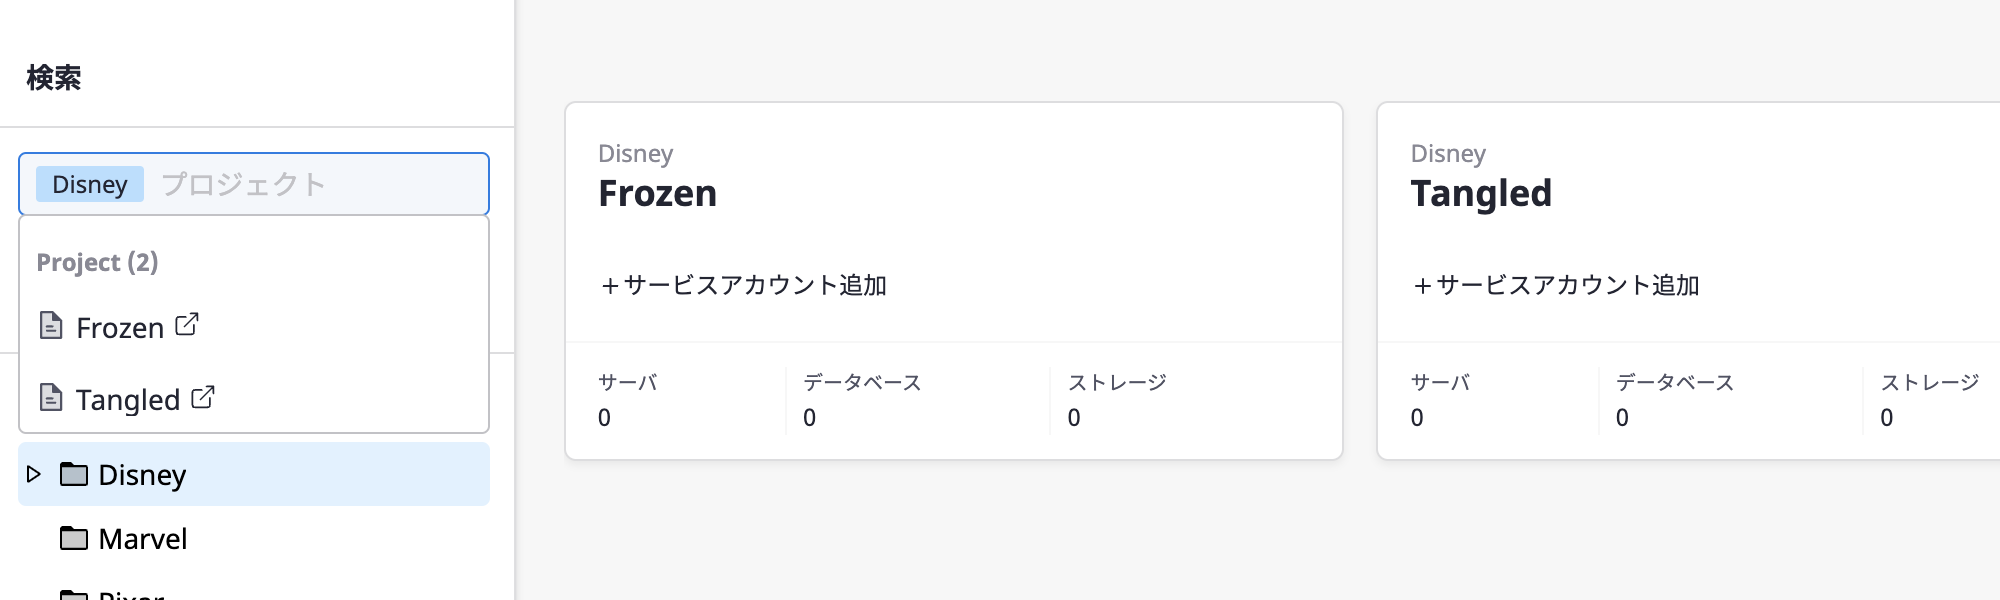 検索
Disney プロジェクト
Project (2)
Frozen
Tangled
Disney
Marvel
Pixar
Disney
Frozen
＋サービスアカウント追加
サーバ データベース ストレージ
0 0 0
Disney
Tangled
＋サービスアカウント追加
サーバ データベース ストレージ
0 0 0